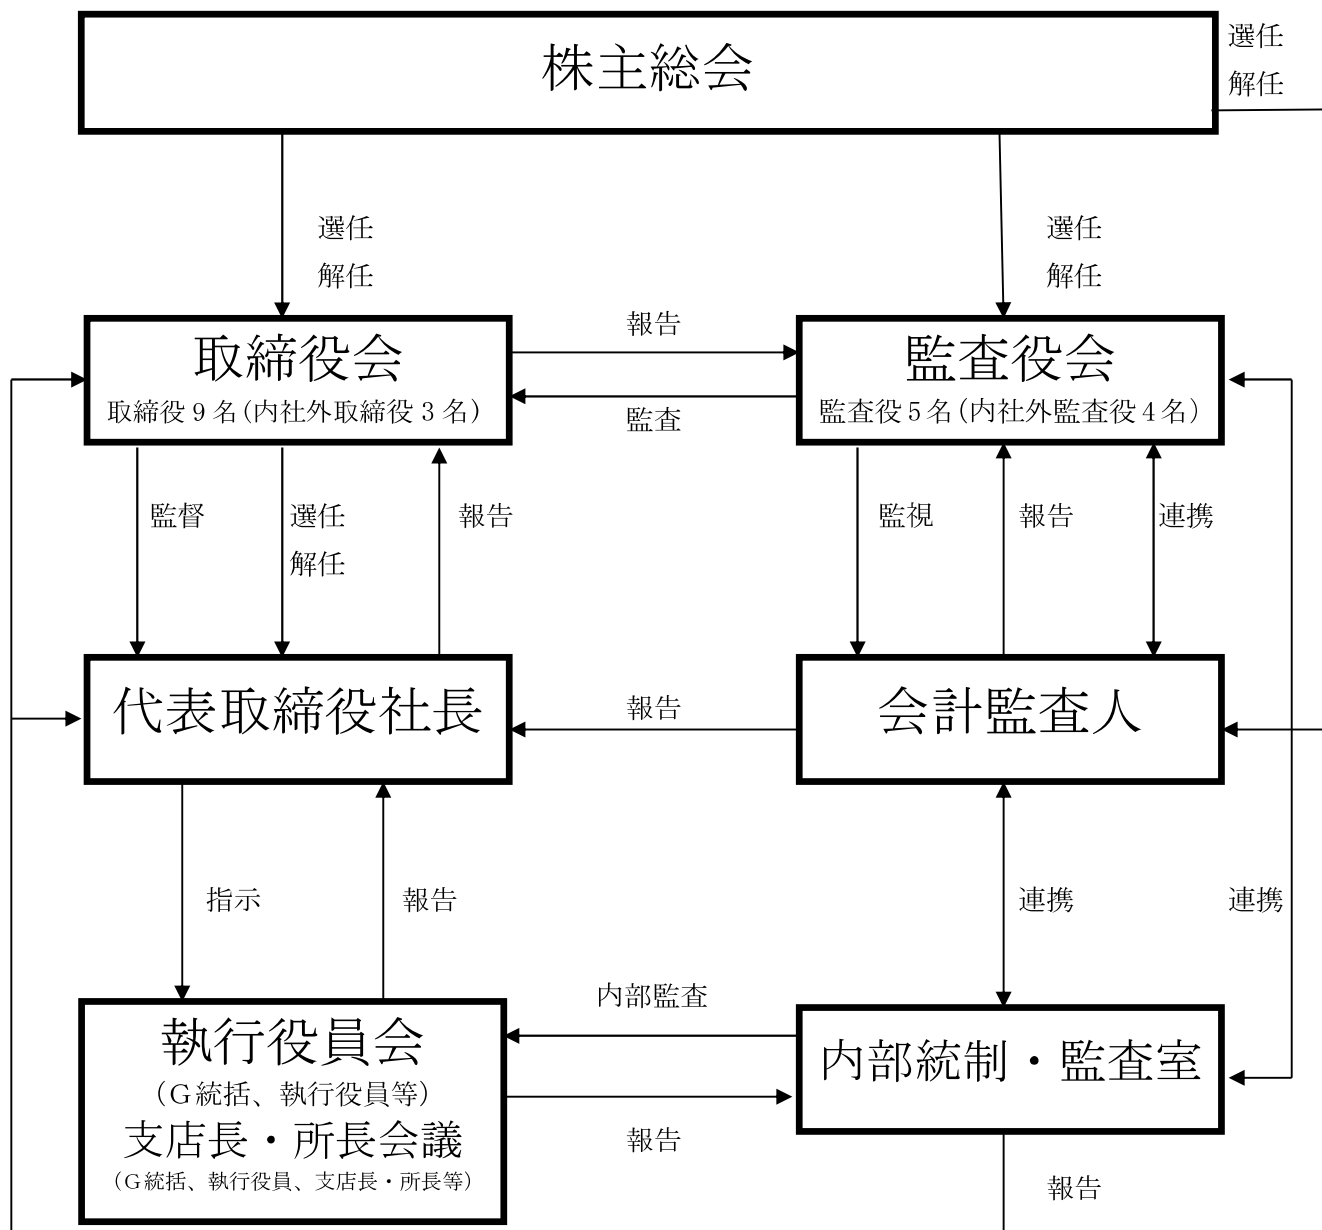 株主総会
選任
解任
選任
解任
選任
解任
取締役会
取締役9名(内社外取締役3名)
報告
監査
監査役会
監査役5名(内社外監査役4名)
監督
選任
解任
報告
監視
報告
連携
代表取締役社長
報告
会計監査人
指示
報告
連携
連携
執行役員会
(G統括、執行役員等)
支店長・所長会議
(G統括、執行役員、支店長・所長等)
内部監査
報告
内部統制・監査室
報告